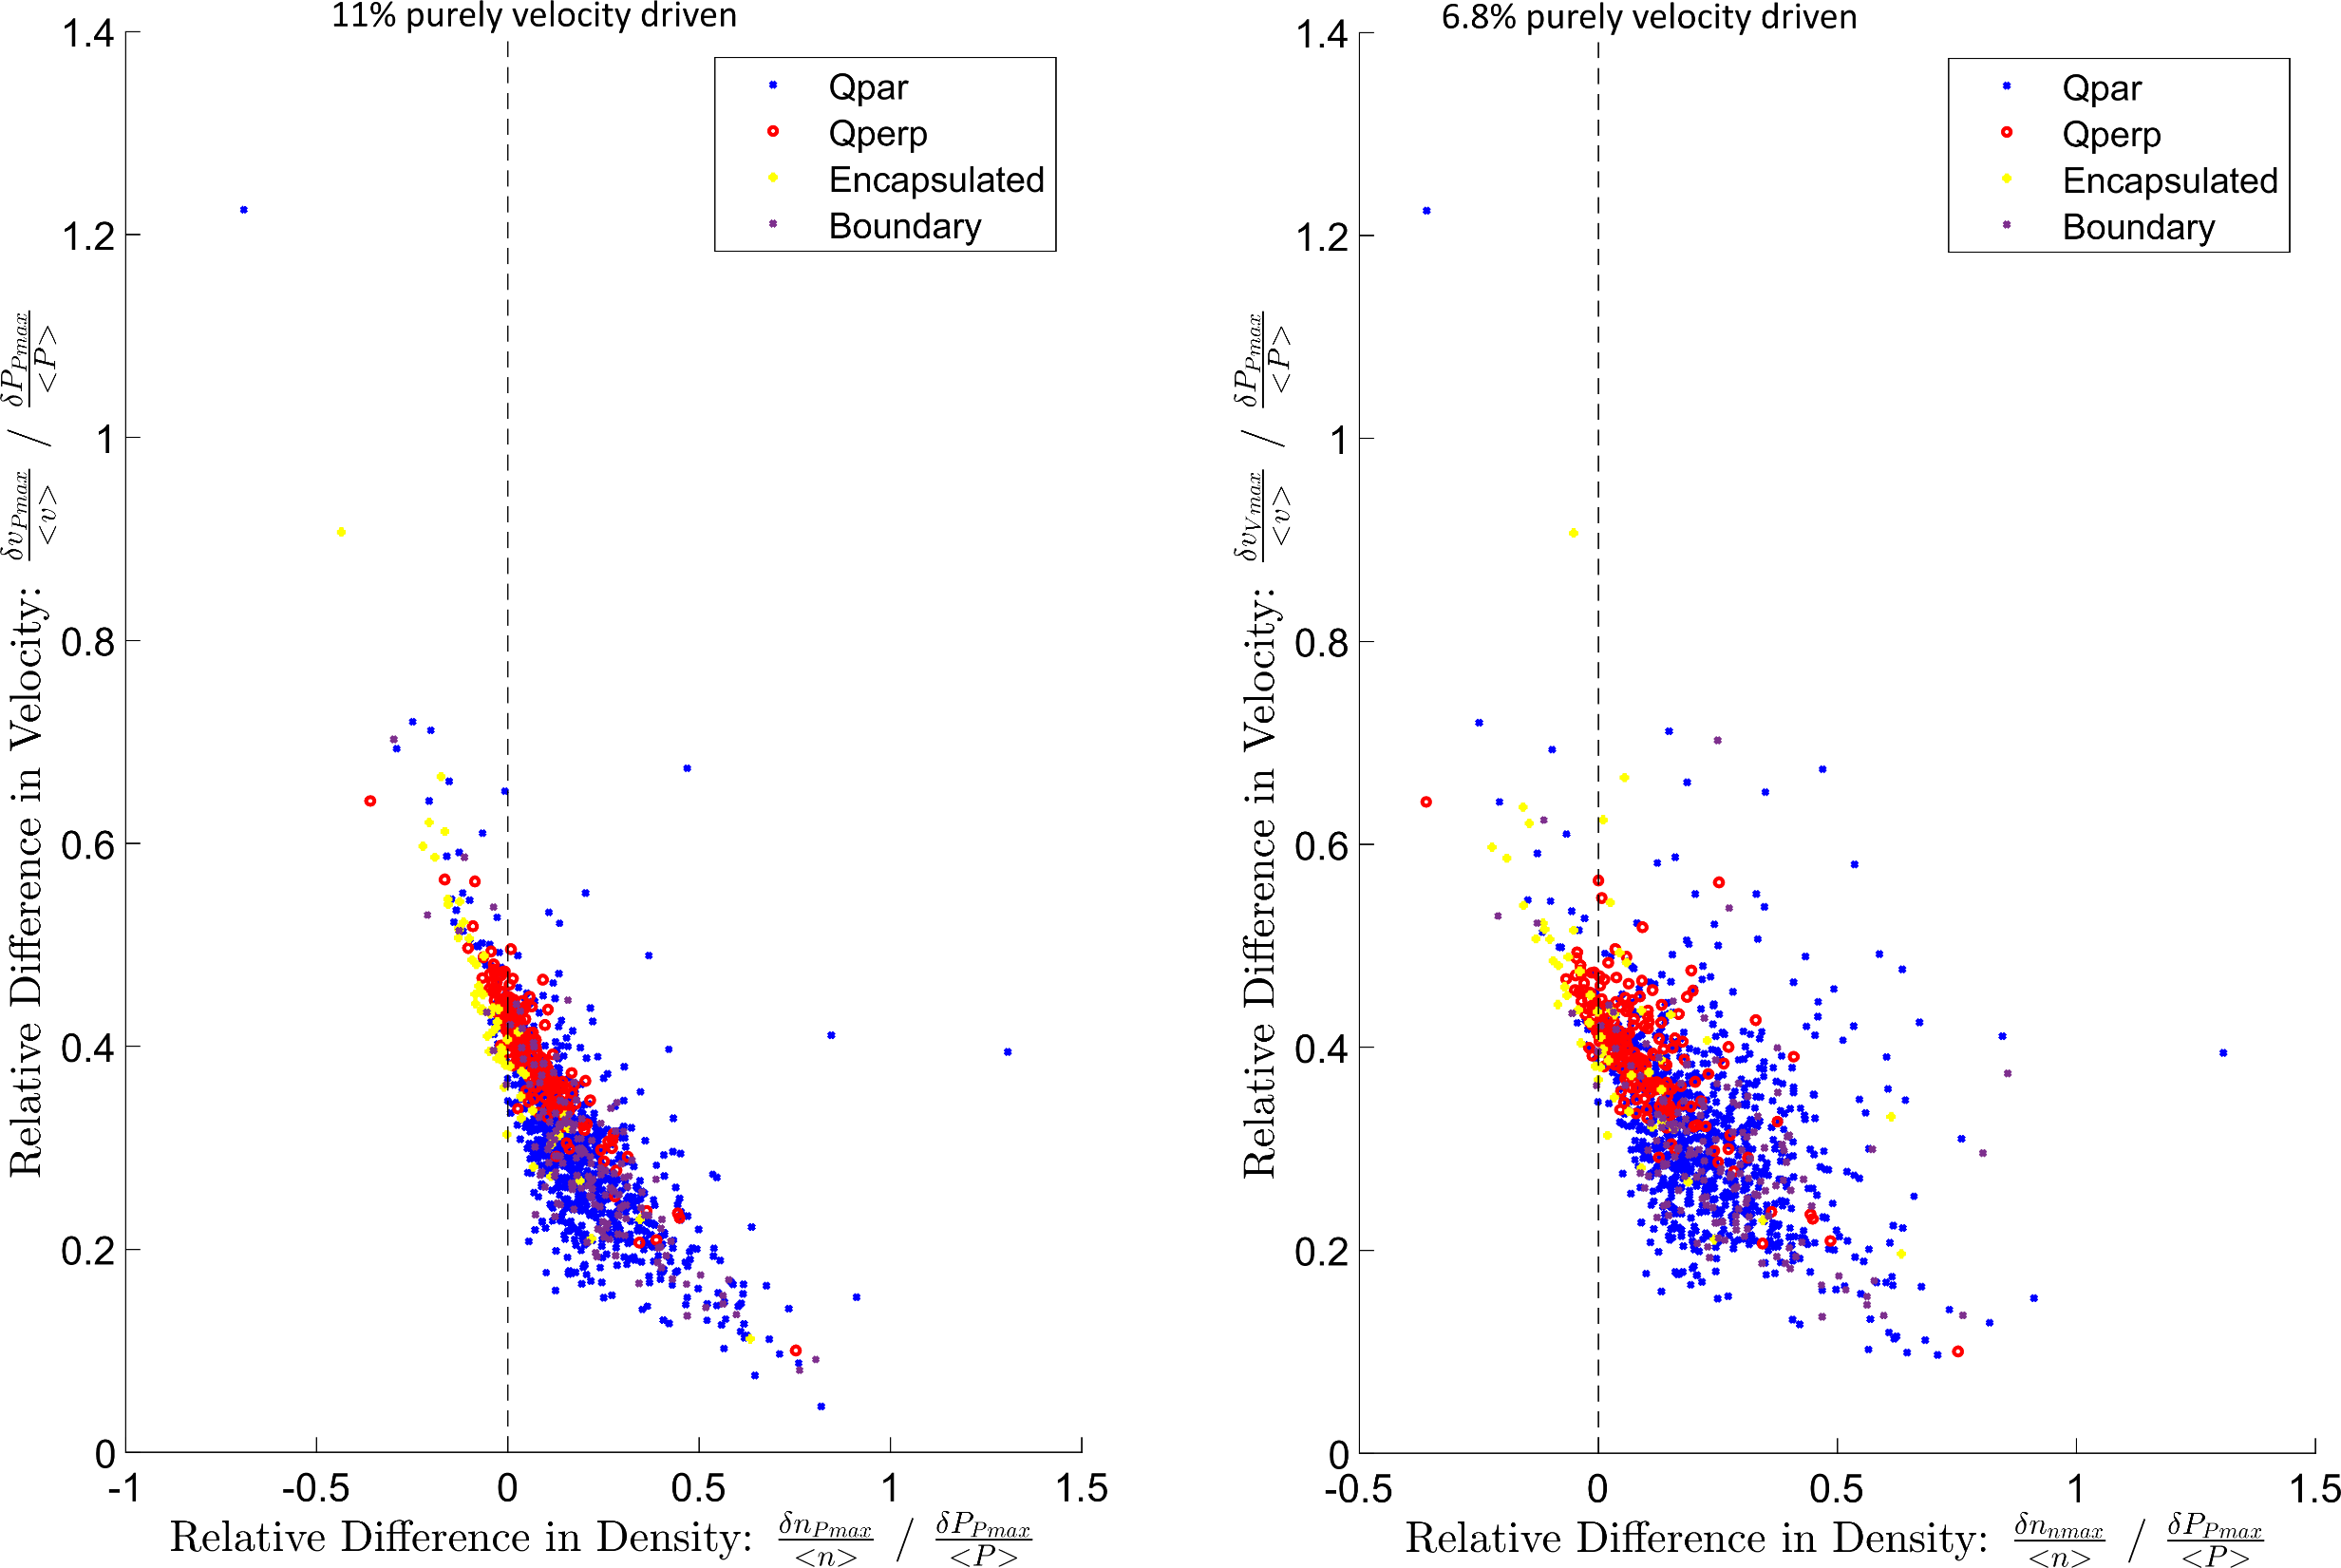 11% purely velocity driven
1.4
1.2
1
0.8
0.6
0.4
0.2
0
-1
-0.5
0
0.5
1
1.5
Qpar
Qperp
Encapsulated
Boundary
Relative Difference in Velocity: δv_Pmax/<v> / δP_Pmax/<P>
Relative Difference in Density: δn_Pmax/<n> / δP_Pmax/<P>
6.8% purely velocity driven
1.4
1.2
1
0.8
0.6
0.4
0.2
0
-0.5
0
0.5
1
1.5
Qpar
Qperp
Encapsulated
Boundary
Relative Difference in Velocity: δv_Vmax/<v> / δP_Pmax/<P>
Relative Difference in Density: δn_nmax/<n> / δP_Pmax/<P>